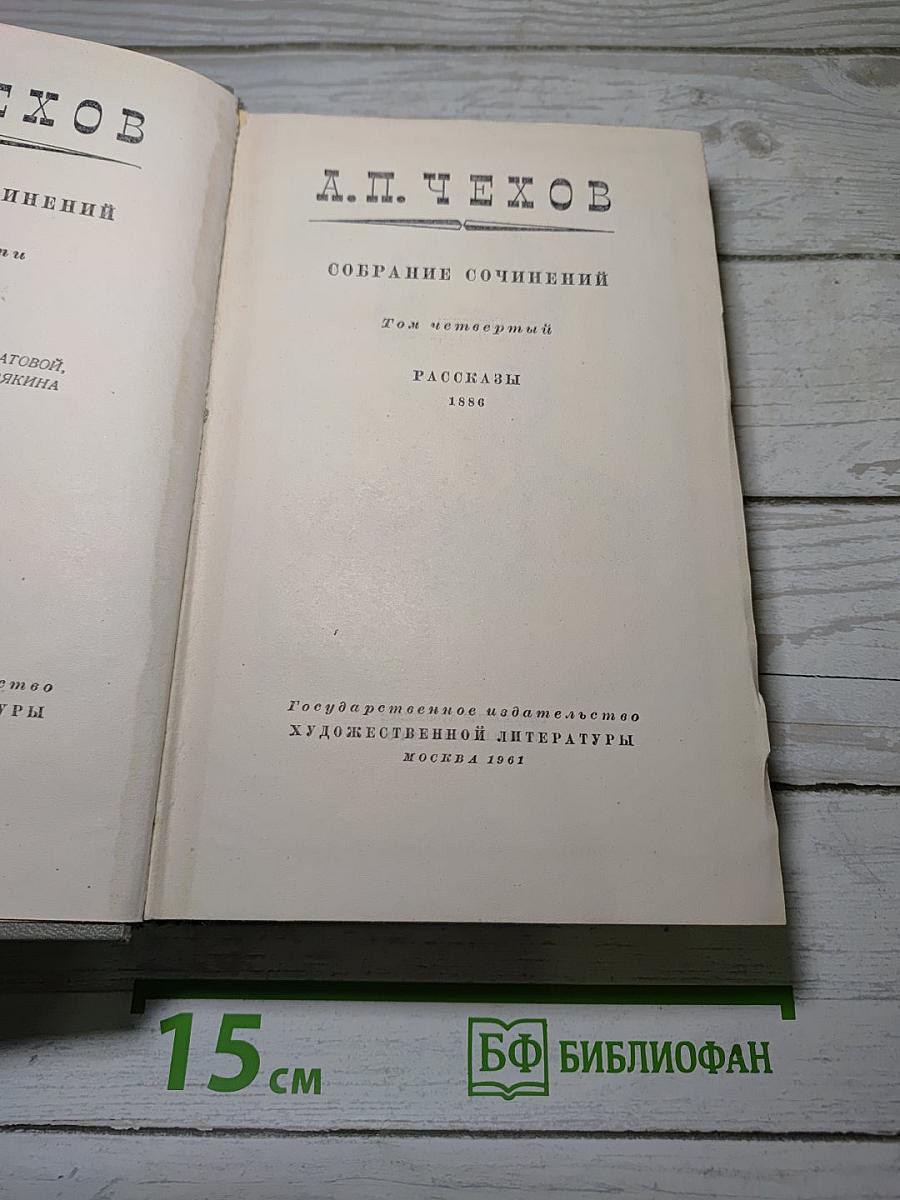 ЕХОВ
ИНЕНИЙ
ти
АТОВОЙ,
ЯКИНА
ство
УРЫ
А. П. ЧЕХОВ
СОБРАНИЕ СОЧИНЕНИЙ
Том четвертый
РАССКАЗЫ
1886
Государственное издательство
ХУДОЖЕСТВЕННОЙ ЛИТЕРАТУРЫ
МОСКВА 1961
15 см
БФ БИБЛИОФАН